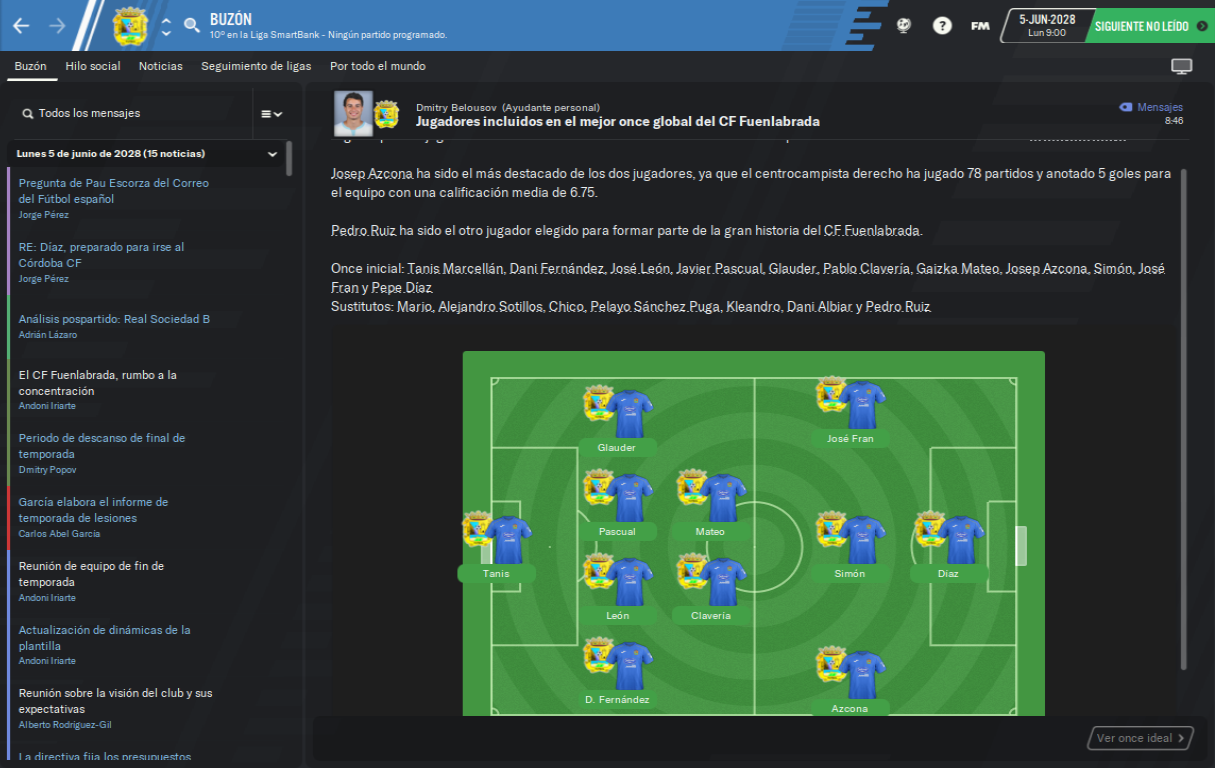 BUZÓN
10º en la Liga SmartBank - Ningún partido programado.
?
FM
5-JUN-2028
Lun 9:00
SIGUIENTE NO LEÍDO
Buzón
Hilo social
Noticias
Seguimiento de ligas
Por todo el mundo
Todos los mensajes
Lunes 5 de junio de 2028 (15 noticias)
Pregunta de Pau Escorza del Correo
del Fútbol español
Jorge Pérez
RE: Díaz, preparado para irse al
Córdoba CF
Jorge Pérez
Análisis pospartido: Real Sociedad B
Adrián Lázaro
El CF Fuenlabrada, rumbo a la
concentración
Andoni Iriarte
Periodo de descanso de final de
temporada
Dmitry Popov
García elabora el informe de
temporada de lesiones
Carlos Abel García
Reunión de equipo de fin de
temporada
Andoni Iriarte
Actualización de dinámicas de la
plantilla
Andoni Iriarte
Reunión sobre la visión del club y sus
expectativas
Alberto Rodríguez-Gil
La directiva fija los presupuestos
Dmitry Belousov (Ayudante personal)
Jugadores incluidos en el mejor once global del CF Fuenlabrada
Mensajes
8:46
Josep Azcona ha sido el más destacado de los dos jugadores, ya que el centrocampista derecho ha jugado 78 partidos y anotado 5 goles para
el equipo con una calificación media de 6.75.
Pedro Ruiz ha sido el otro jugador elegido para formar parte de la gran historia del CF Fuenlabrada.
Once inicial: Tanis Marcellán, Dani Fernández, José León, Javier Pascual, Glauder, Pablo Clavería, Gaizka Mateo, Josep Azcona, Simón, José
Fran y Pepe Díaz
Sustitutos: Mario, Alejandro Sotillos, Chico, Pelayo Sánchez Puga, Kleandro, Dani Albiar y Pedro Ruiz
Glauder
José Fran
Pascual
Mateo
Tanis
Simón
Díaz
León
Clavería
D. Fernández
Azcona
Ver once ideal